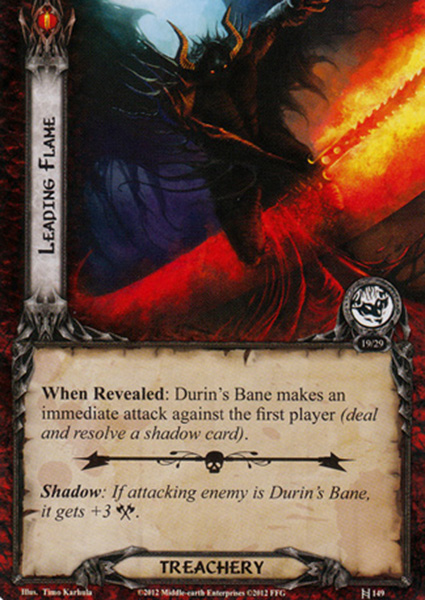 LEAPING FLAME
19/29
When Revealed: Durin's Bane makes an
immediate attack against the first player (deal
and resolve a shadow card).
Shadow: If attacking enemy is Durin's Bane,
it gets +3 .
TREACHERY
Illus. Timo Karhula ©2012 Middle-earth Enterprises ©2012 FFG 149